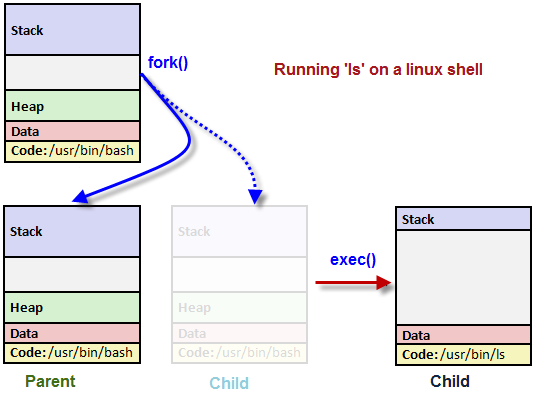 Stack
fork()
Running 'ls' on a linux shell
Heap
Data
Code:/usr/bin/bash
Stack
Heap
Data
Code:/usr/bin/bash
Parent
Stack
Heap
Data
Code:/usr/bin/bash
Child
exec()
Stack
Data
Code:/usr/bin/ls
Child